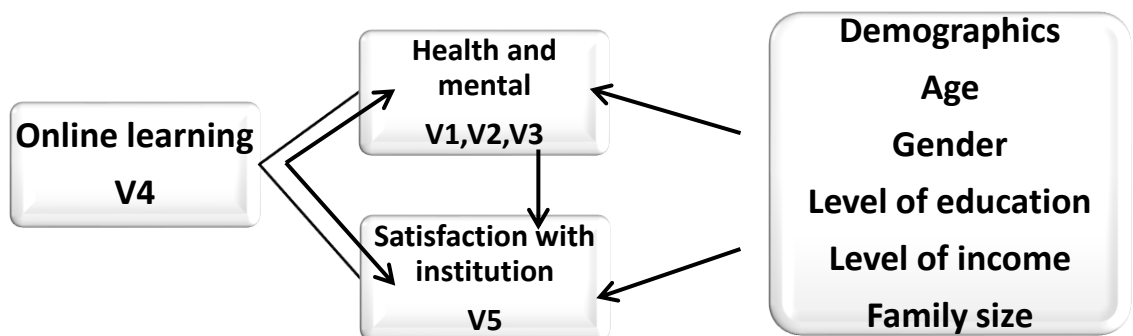 Online learning
V4
Health and
mental
V1,V2,V3
Satisfaction with
institution
V5
Demographics
Age
Gender
Level of education
Level of income
Family size